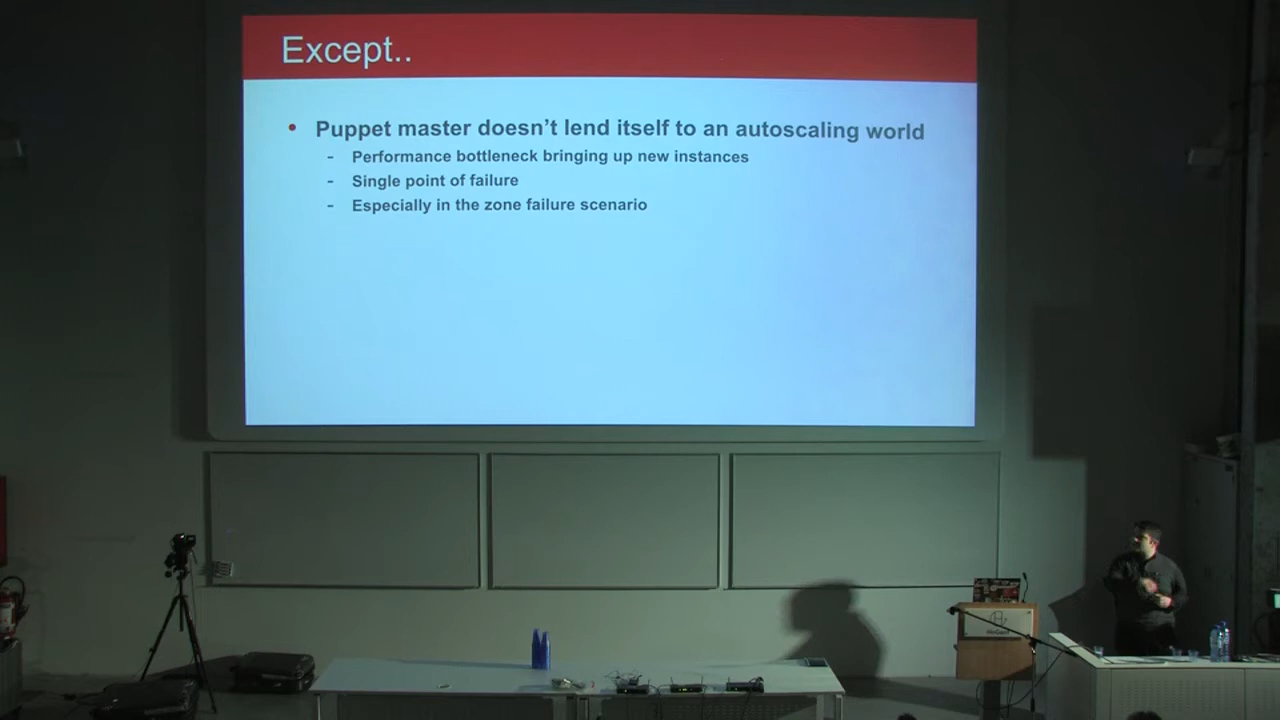 Except..
• Puppet master doesn't lend itself to an autoscaling world
- Performance bottleneck bringing up new instances
- Single point of failure
- Especially in the zone failure scenario